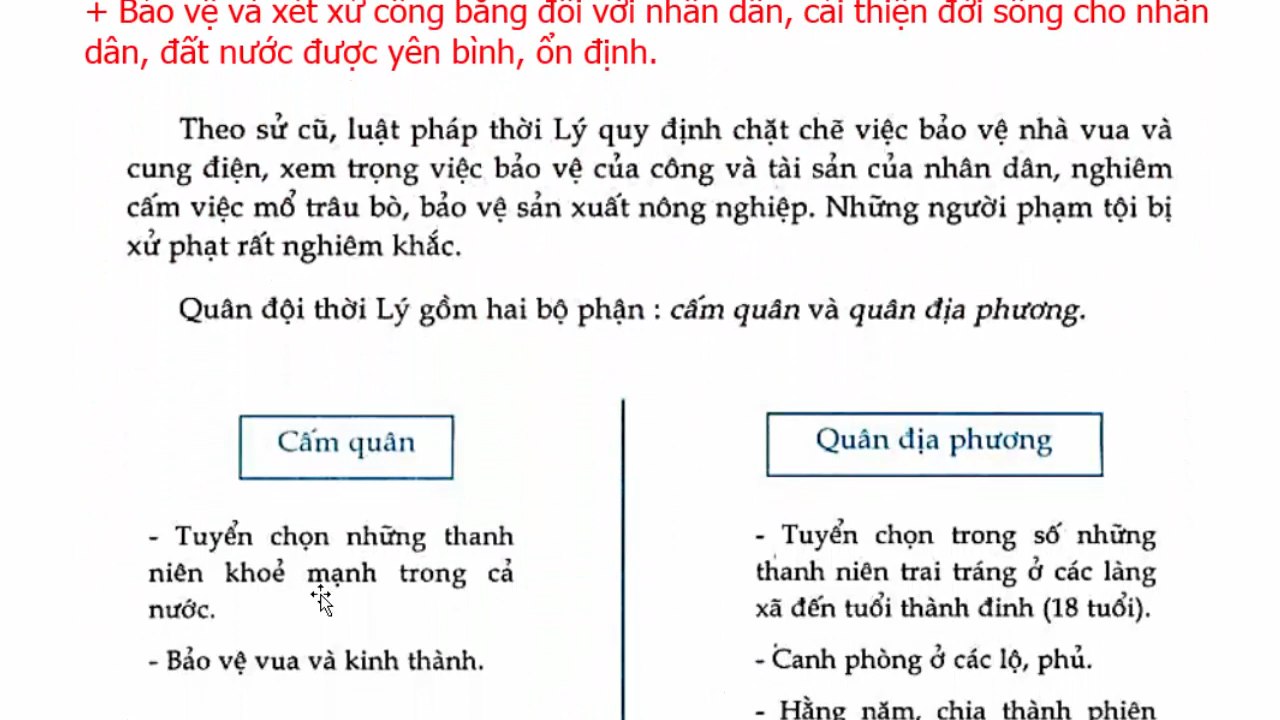 + Bảo vệ và xét xử công bằng đối với nhân dân, cải thiện đời sống cho nhân
dân, đất nước được yên bình, ổn định.
Theo sử cũ, luật pháp thời Lý quy định chặt chẽ việc bảo vệ nhà vua và
cung điện, xem trọng việc bảo vệ của công và tài sản của nhân dân, nghiêm
cấm việc mổ trâu bò, bảo vệ sản xuất nông nghiệp. Những người phạm tội bị
xử phạt rất nghiêm khắc.
Quân đội thời Lý gồm hai bộ phận : cấm quân và quân địa phương.
Cấm quân
- Tuyển chọn những thanh
niên khoẻ mạnh trong cả
nước.
- Bảo vệ vua và kinh thành.
Quân địa phương
- Tuyển chọn trong số những
thanh niên trai tráng ở các làng
xã đến tuổi thành đinh (18 tuổi).
- Canh phòng ở các lộ, phủ.
- Hằng năm, chia thành phiên